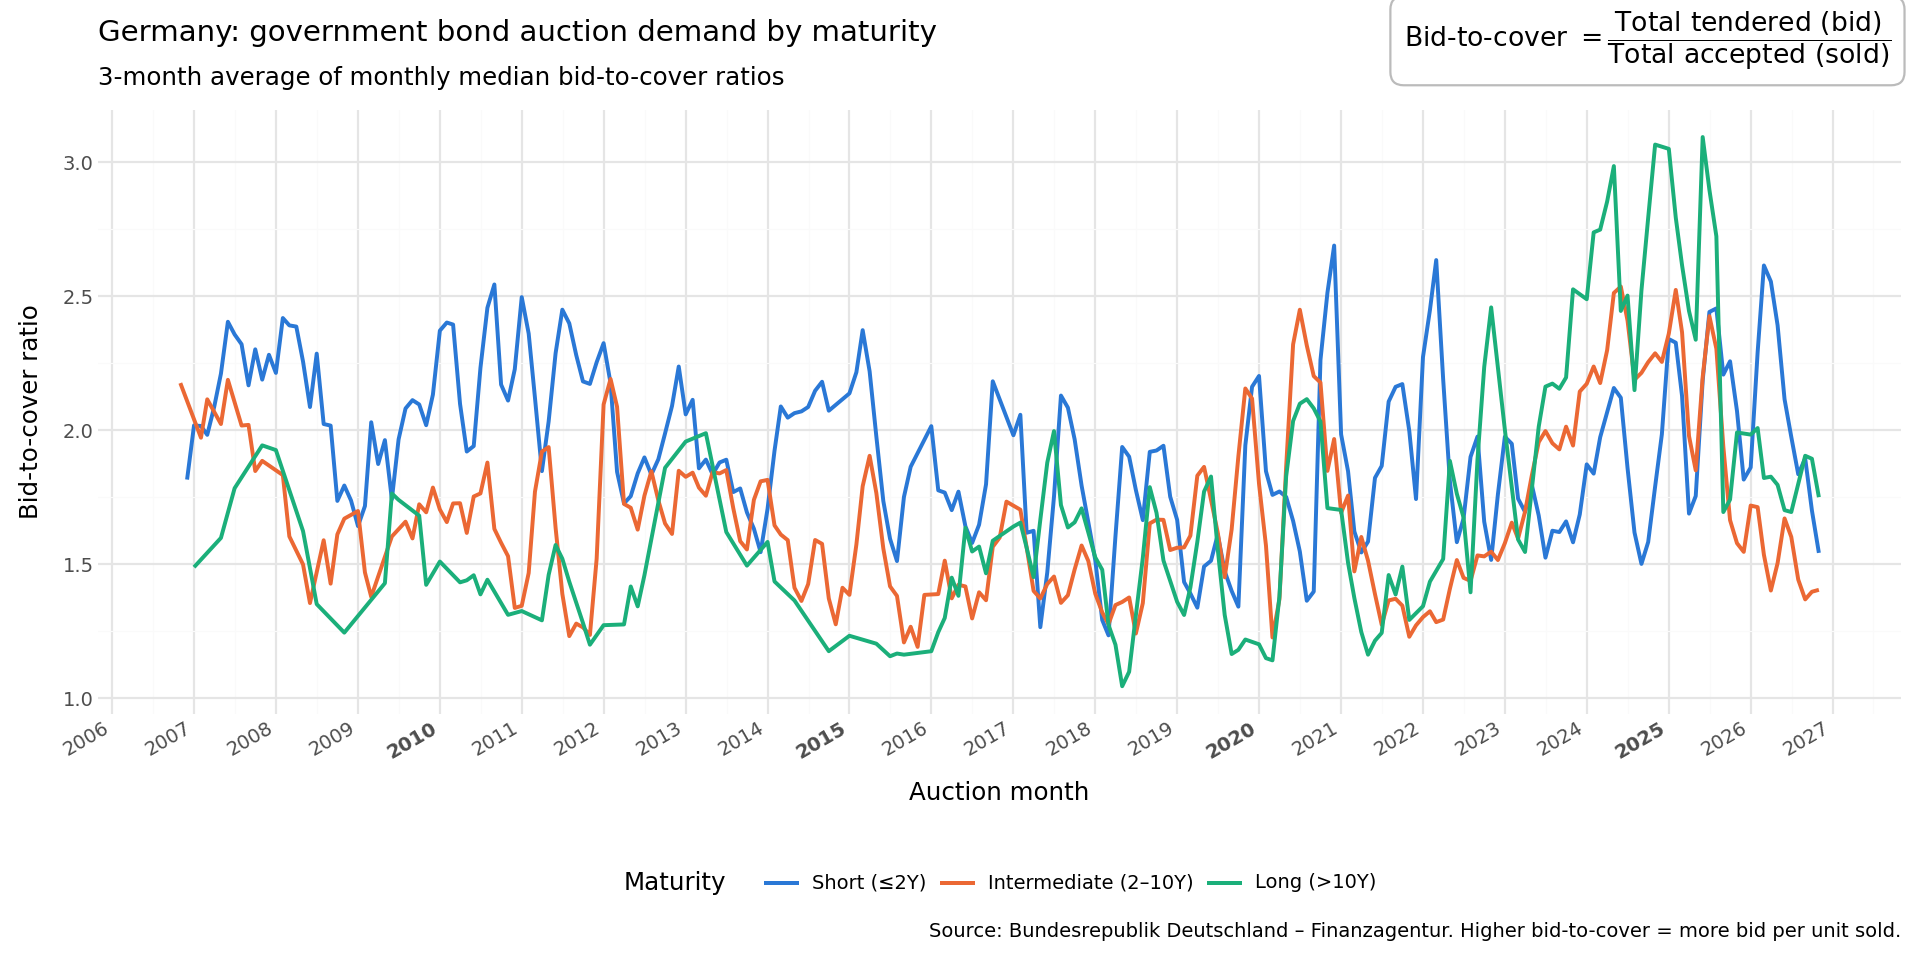 Germany: government bond auction demand by maturity
3-month average of monthly median bid-to-cover ratios
Bid-to-cover = Total tendered (bid)
Total accepted (sold)
Bid-to-cover ratio
3.0
2.5
2.0
1.5
1.0
2006 2007 2008 2009 2010 2011 2012 2013 2014 2015 2016 2017 2018 2019 2020 2021 2022 2023 2024 2025 2026 2027
Auction month
Maturity Short (≤2Y) Intermediate (2–10Y) Long (>10Y)
Source: Bundesrepublik Deutschland – Finanzagentur. Higher bid-to-cover = more bid per unit sold.